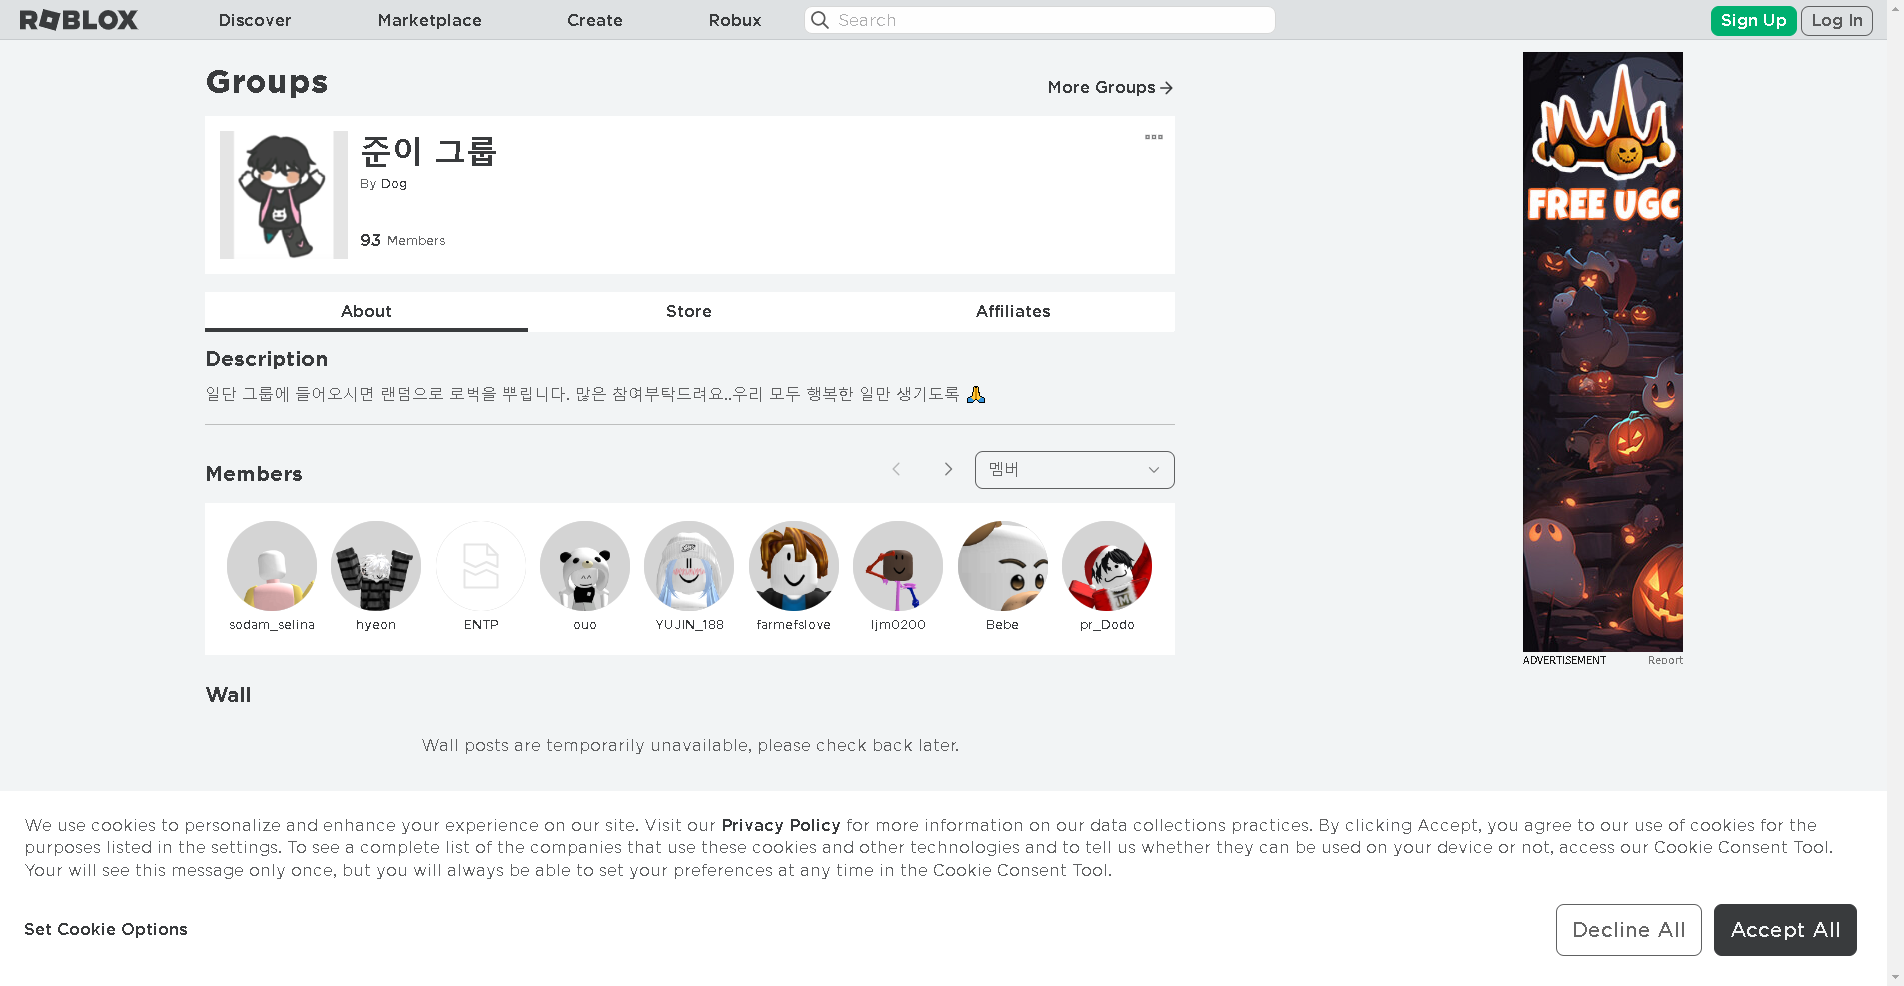 ROBLOX Discover Marketplace Create Robux Search Sign Up Log In
Groups
More Groups
준이 그룹
By Dog
93 Members
About Store Affiliates
Description
일단 그룹에 들어오시면 랜덤으로 로벅을 뿌립니다. 많은 참여부탁드려요..우리 모두 행복한 일만 생기도록 🙏
Members
멤버
sodam_selina hyeon ENTP ouo YUJIN_188 farmefslove ljm0200 Bebe pr_Dodo
Wall
Wall posts are temporarily unavailable, please check back later.
FREE UGC
ADVERTISEMENT Report
We use cookies to personalize and enhance your experience on our site. Visit our Privacy Policy for more information on our data collections practices. By clicking Accept, you agree to our use of cookies for the
purposes listed in the settings. To see a complete list of the companies that use these cookies and other technologies and to tell us whether they can be used on your device or not, access our Cookie Consent Tool.
Your will see this message only once, but you will always be able to set your preferences at any time in the Cookie Consent Tool.
Set Cookie Options
Decline All Accept All